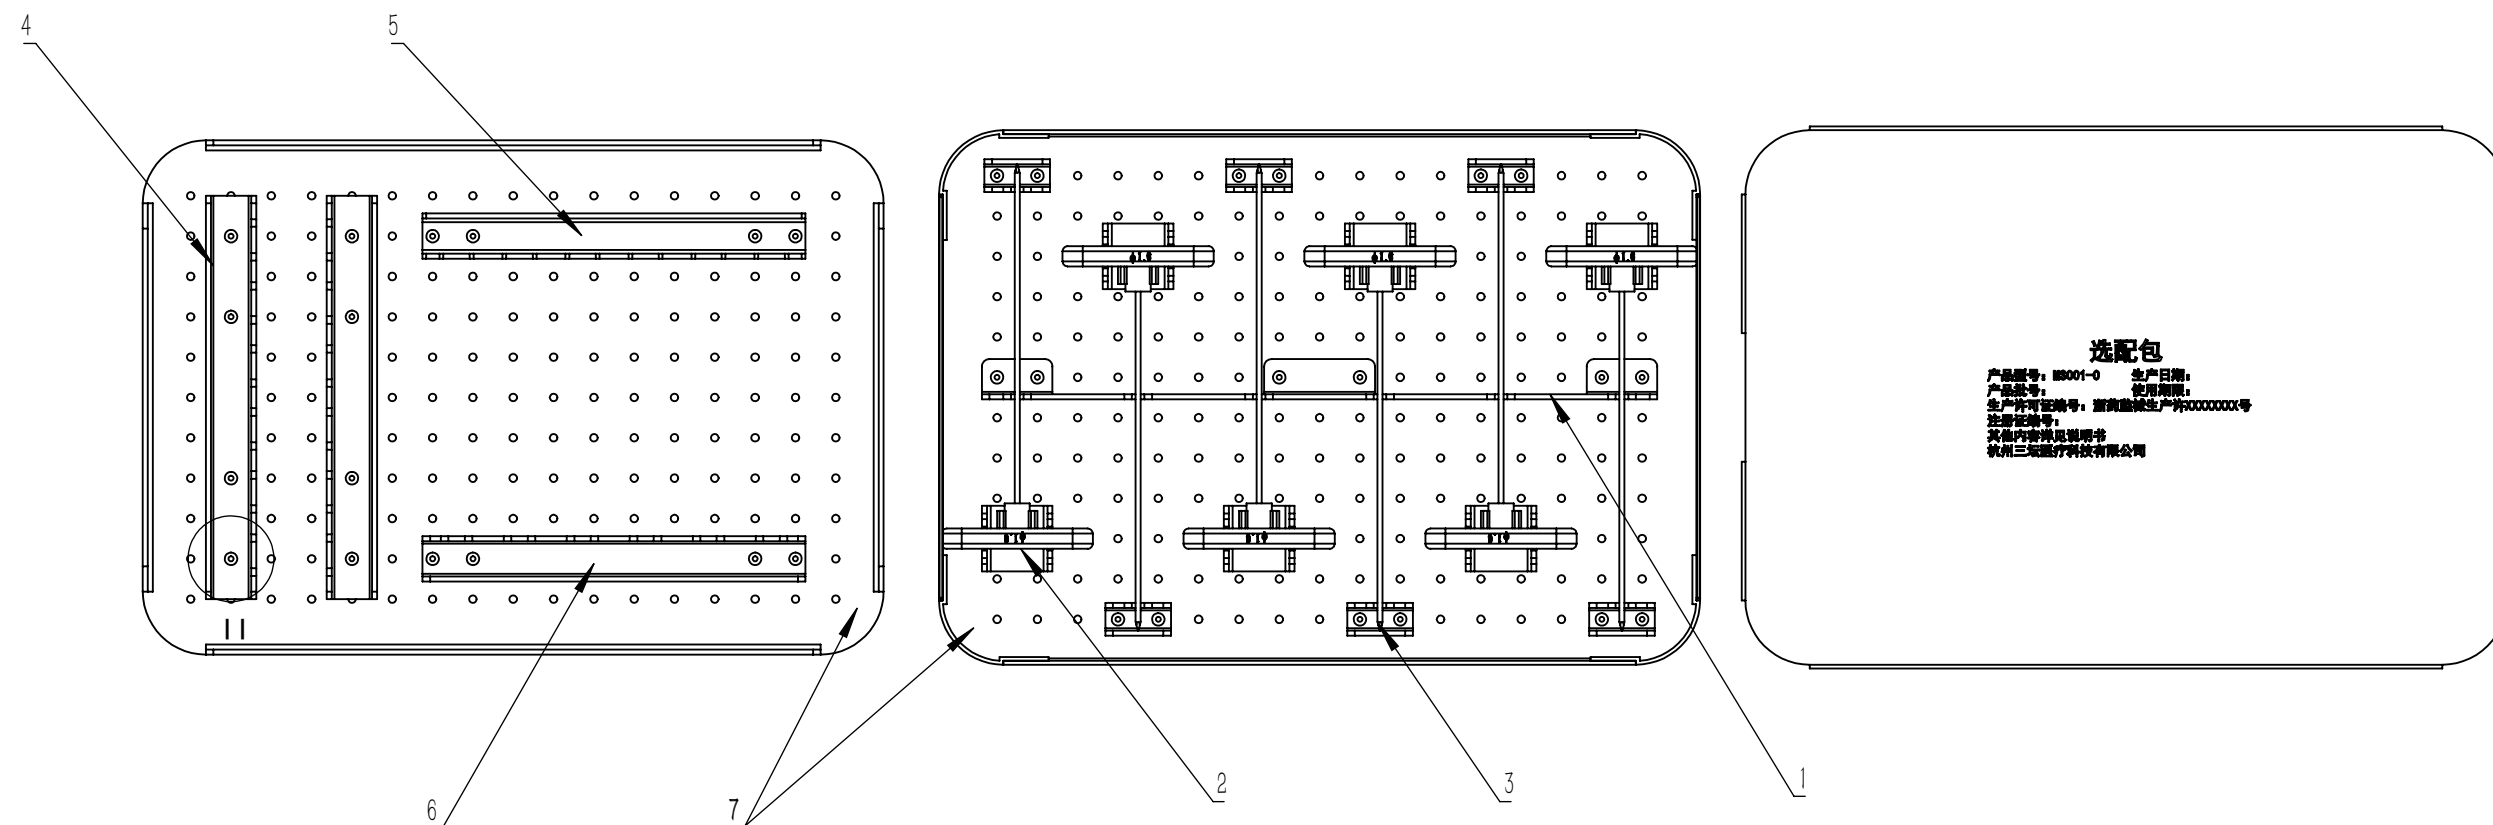 4
5
选配包
产品型号：MS001-0 生产日期：
产品批号： 使用期限：
生产许可证编号：浙药监械生产许XXXXXXXX号
注册证编号：
其他内容详见说明书
杭州三坛医疗科技有限公司
II
6
7
2
3
1